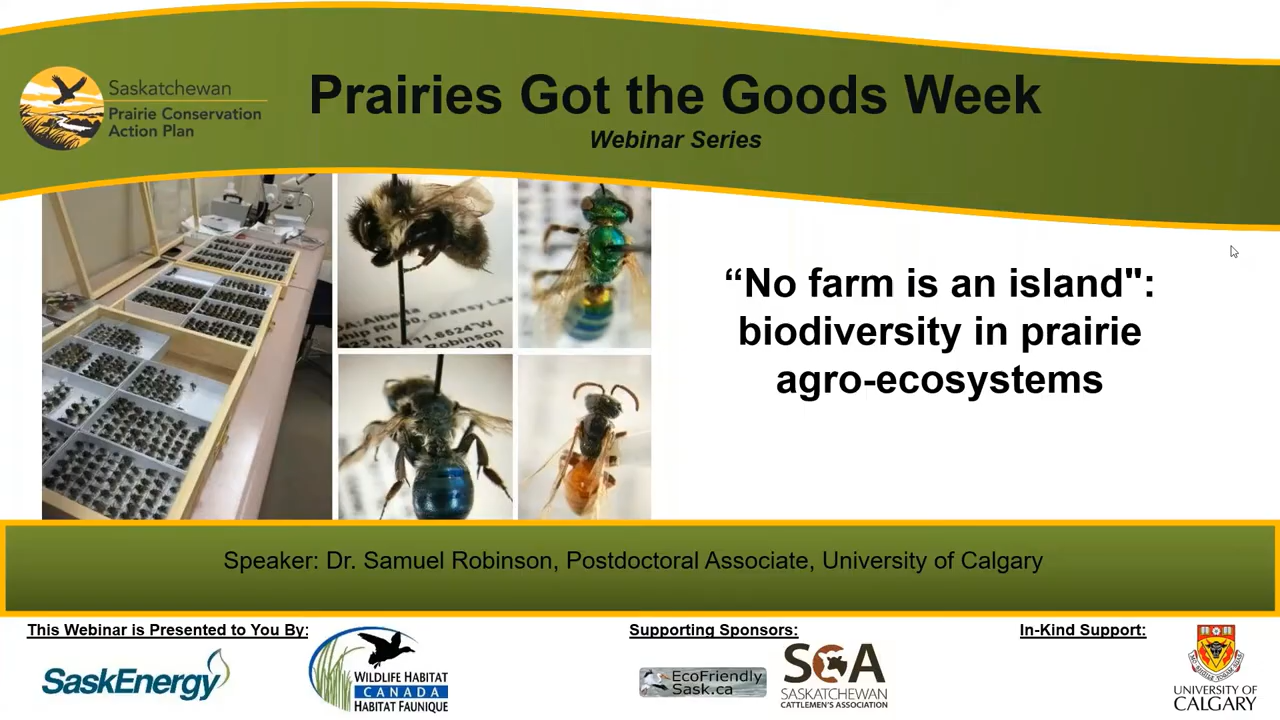 Saskatchewan
Prairie Conservation
Action Plan
Prairies Got the Goods Week
Webinar Series
“No farm is an island":
biodiversity in prairie
agro-ecosystems
Speaker: Dr. Samuel Robinson, Postdoctoral Associate, University of Calgary
This Webinar is Presented to You By:
SaskEnergy
WILDLIFE HABITAT
CANADA
HABITAT FAUNIQUE
Supporting Sponsors:
EcoFriendly
Sask.ca
SCA
SASKATCHEWAN
CATTLEMEN'S ASSOCIATION
In-Kind Support:
UNIVERSITY OF
CALGARY